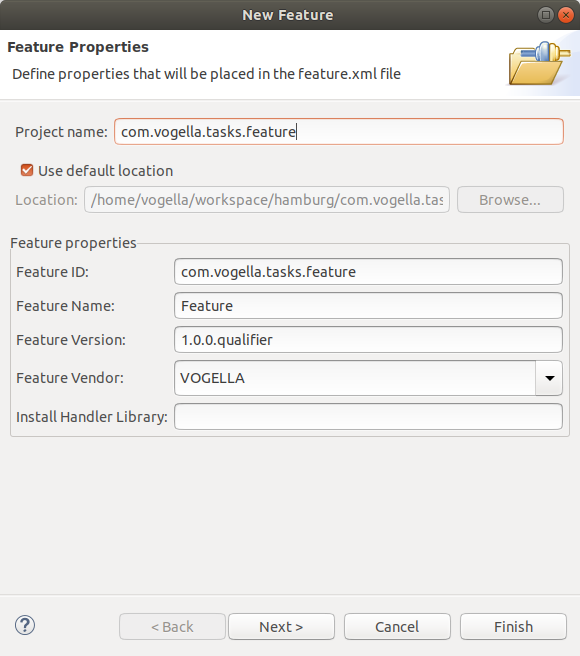 New Feature
Feature Properties
Define properties that will be placed in the feature.xml file
Project name: com.vogella.tasks.feature
Use default location
Location: /home/vogella/workspace/hamburg/com.vogella.tas Browse...
Feature properties
Feature ID: com.vogella.tasks.feature
Feature Name: Feature
Feature Version: 1.0.0.qualifier
Feature Vendor: VOGELLA
Install Handler Library:
? < Back Next > Cancel Finish